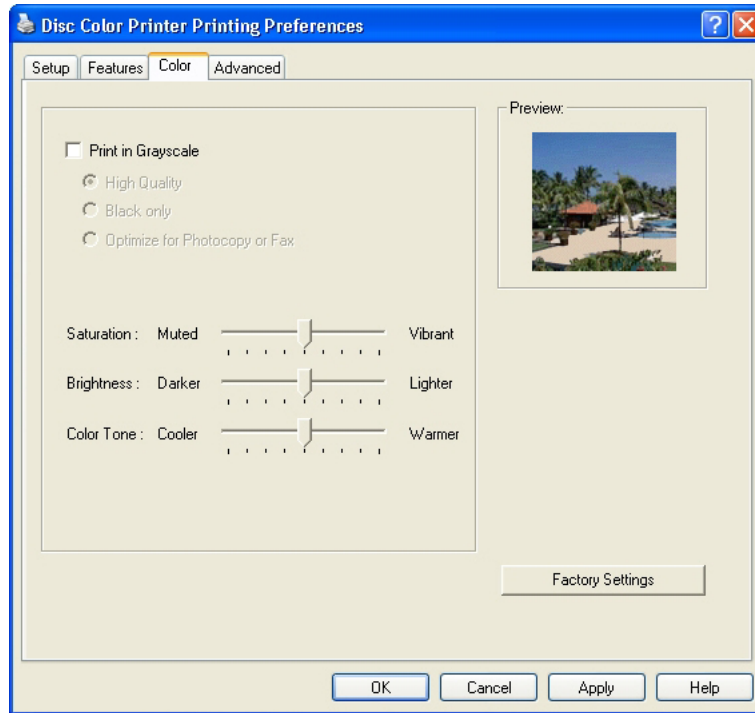 Disc Color Printer Printing Preferences
Setup Features Color Advanced
Preview:
Print in Grayscale
High Quality
Black only
Optimize for Photocopy or Fax
Saturation : Muted Vibrant
Brightness : Darker Lighter
Color Tone : Cooler Warmer
Factory Settings
OK Cancel Apply Help